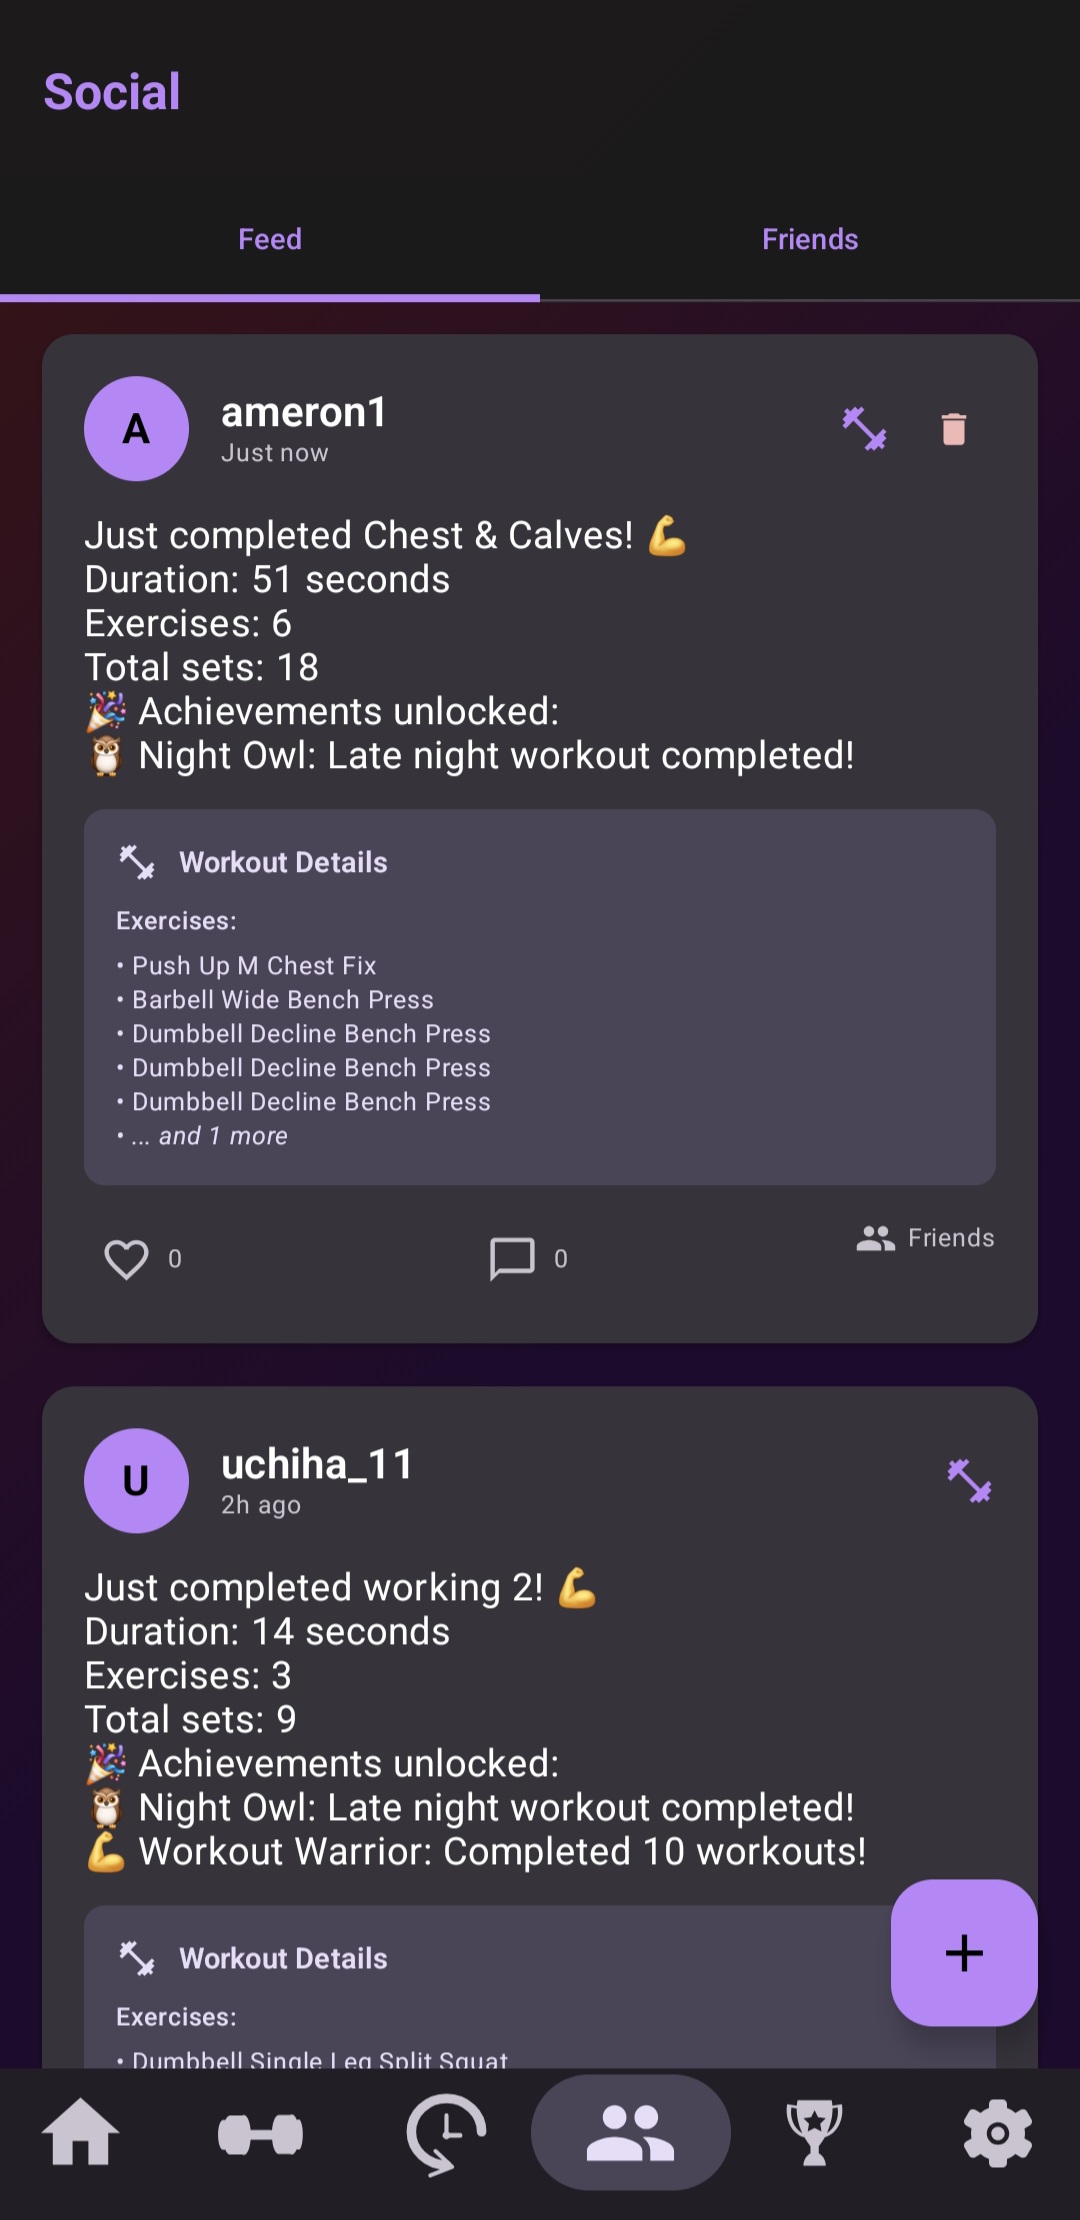 Social
Feed
Friends
A
ameron1
Just now
Just completed Chest & Calves! 💪
Duration: 51 seconds
Exercises: 6
Total sets: 18
🎉 Achievements unlocked:
🦉 Night Owl: Late night workout completed!
Workout Details
Exercises:
• Push Up M Chest Fix
• Barbell Wide Bench Press
• Dumbbell Decline Bench Press
• Dumbbell Decline Bench Press
• Dumbbell Decline Bench Press
• ... and 1 more
0
0
Friends
U
uchiha_11
2h ago
Just completed working 2! 💪
Duration: 14 seconds
Exercises: 3
Total sets: 9
🎉 Achievements unlocked:
🦉 Night Owl: Late night workout completed!
💪 Workout Warrior: Completed 10 workouts!
Workout Details
Exercises:
• Dumbbell Single Leg Split Squat